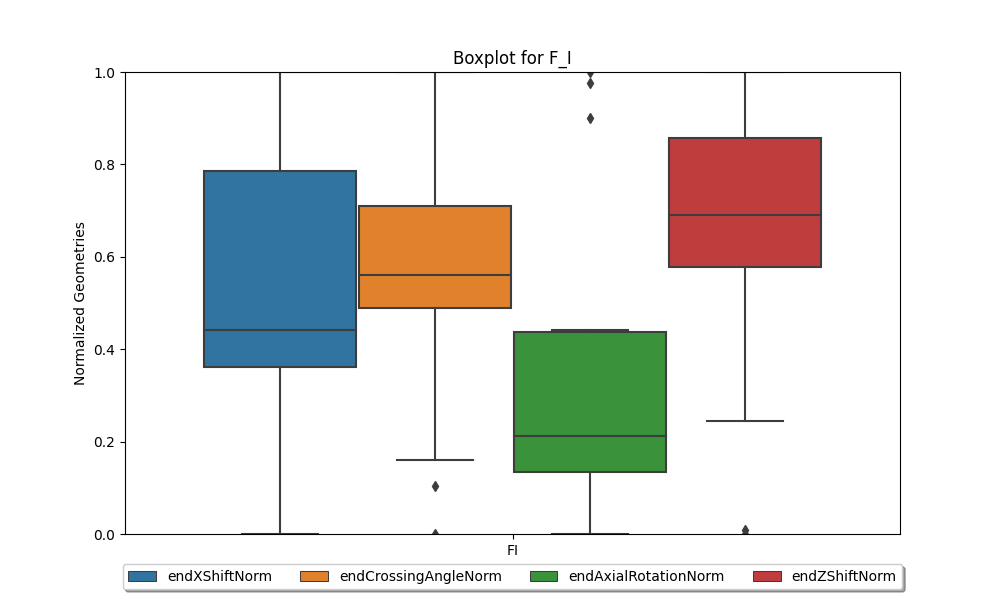 Boxplot for F_I
1.0
0.8
0.6
0.4
0.2
0.0
Normalized Geometries
FI
endXShiftNorm endCrossingAngleNorm endAxialRotationNorm endZShiftNorm